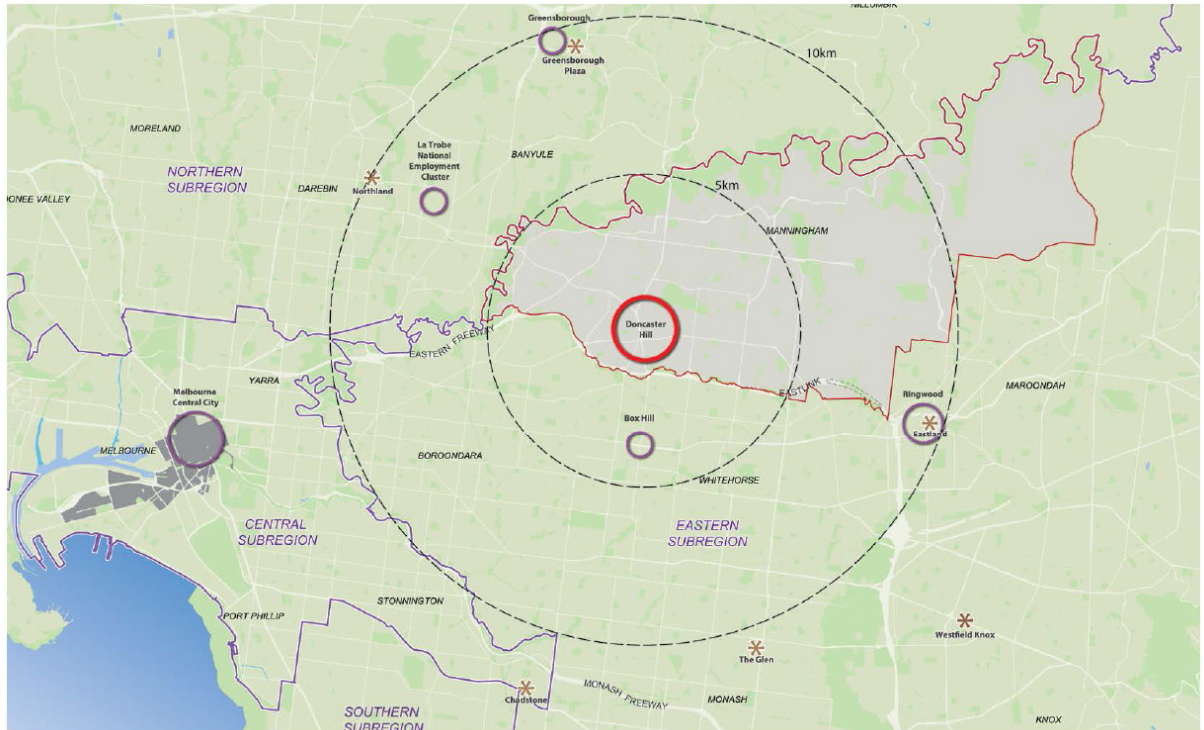 NILLUMBIK
Greensborough
Greensborough
Plaza
10km
MORELAND
La Trobe
National
Employment
Cluster
BANYULE
NORTHERN
SUBREGION
DAREBIN
Northland
5km
OONEE VALLEY
MANNINGHAM
Doncaster
Hill
EASTERN FREEWAY
YARRA
EASTLINK
MAROONDAH
Melbourne
Central City
Ringwood
Eastland
Box Hill
MELBOURNE
BOROONDARA
WHITEHORSE
CENTRAL
SUBREGION
EASTERN
SUBREGION
STONNINGTON
PORT PHILLIP
Westfield Knox
The Glen
Chadstone
MONASH FREEWAY
MONASH
SOUTHERN
SUBREGION
KNOX